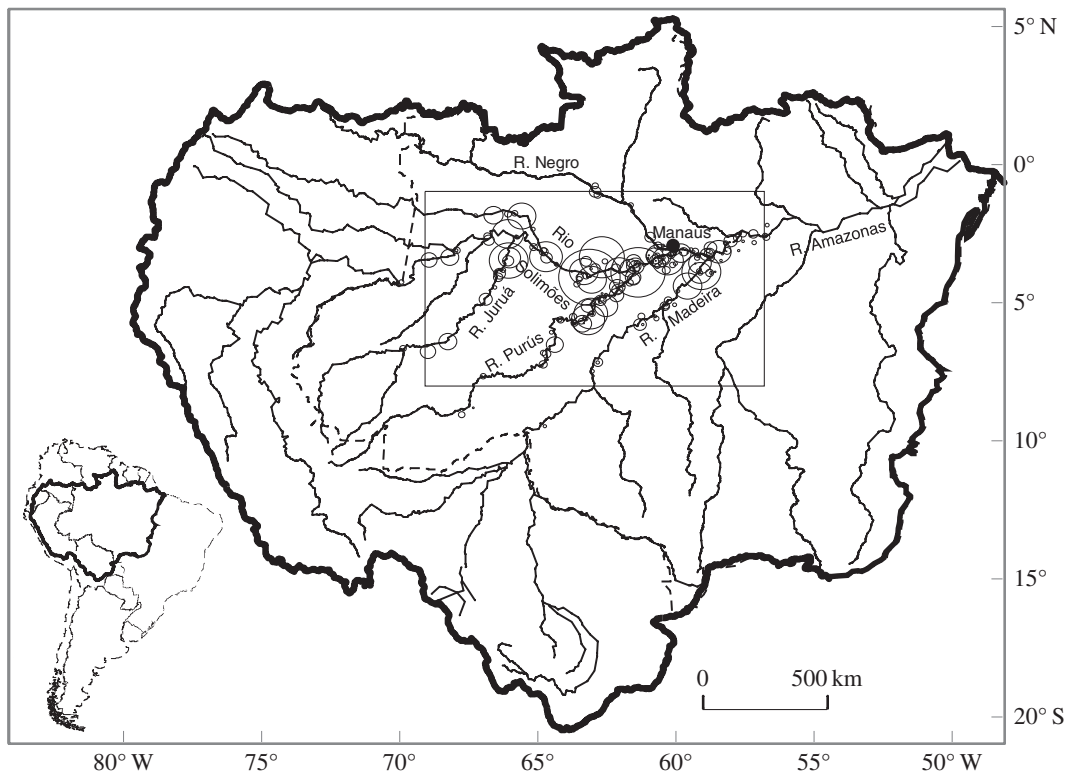 5° N
0°
R. Negro
Manaus
Rio
Solimões
R. Amazonas
R. Juruá
R. Purús
R. Madeira
5°
10°
15°
0 500 km
20° S
80° W 75° 70° 65° 60° 55° 50° W